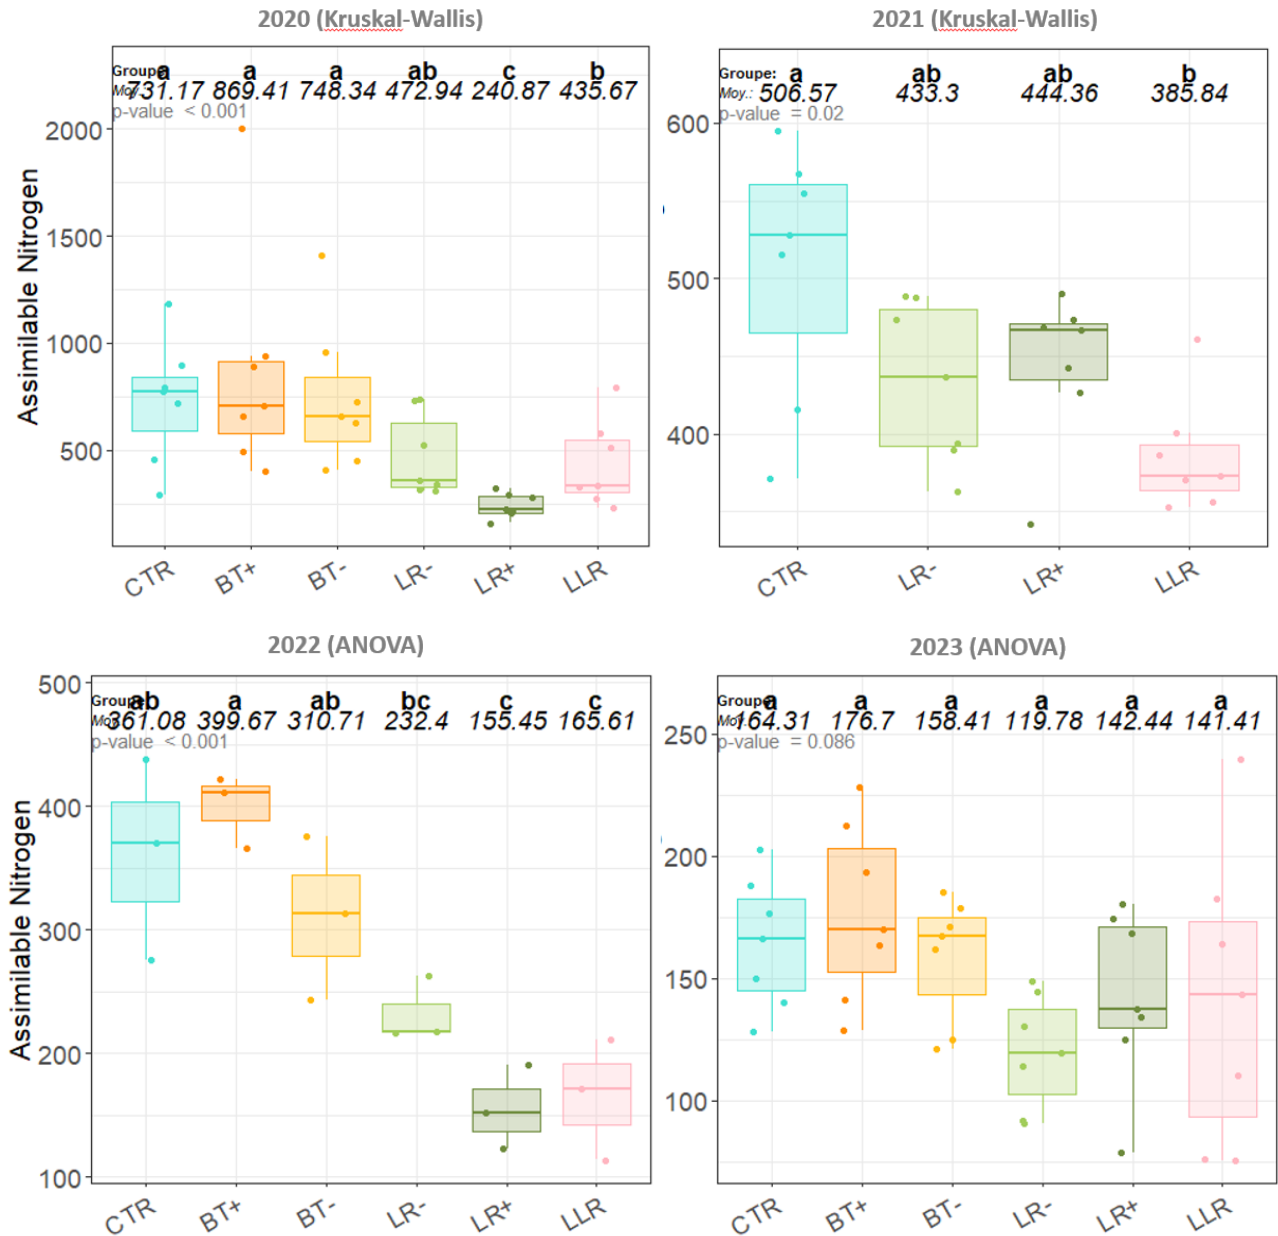 2020 (Kruskal-Wallis)
Groupe: a a a ab c b
Moy.: 731.17 869.41 748.34 472.94 240.87 435.67
p-value < 0.001
2000
1500
1000
500
Assimilable Nitrogen
CTR BT+ BT- LR- LR+ LLR
2021 (Kruskal-Wallis)
Groupe: a ab ab b
Moy.: 506.57 433.3 444.36 385.84
p-value = 0.02
600
500
400
CTR LR- LR+ LLR
2022 (ANOVA)
Groupe: ab a ab bc c c
Moy.: 361.08 399.67 310.71 232.4 155.45 165.61
p-value < 0.001
500
400
300
200
100
Assimilable Nitrogen
CTR BT+ BT- LR- LR+ LLR
2023 (ANOVA)
Groupe: a a a a a a
Moy.: 164.31 176.7 158.41 119.78 142.44 141.41
p-value = 0.086
250
200
150
100
CTR BT+ BT- LR- LR+ LLR